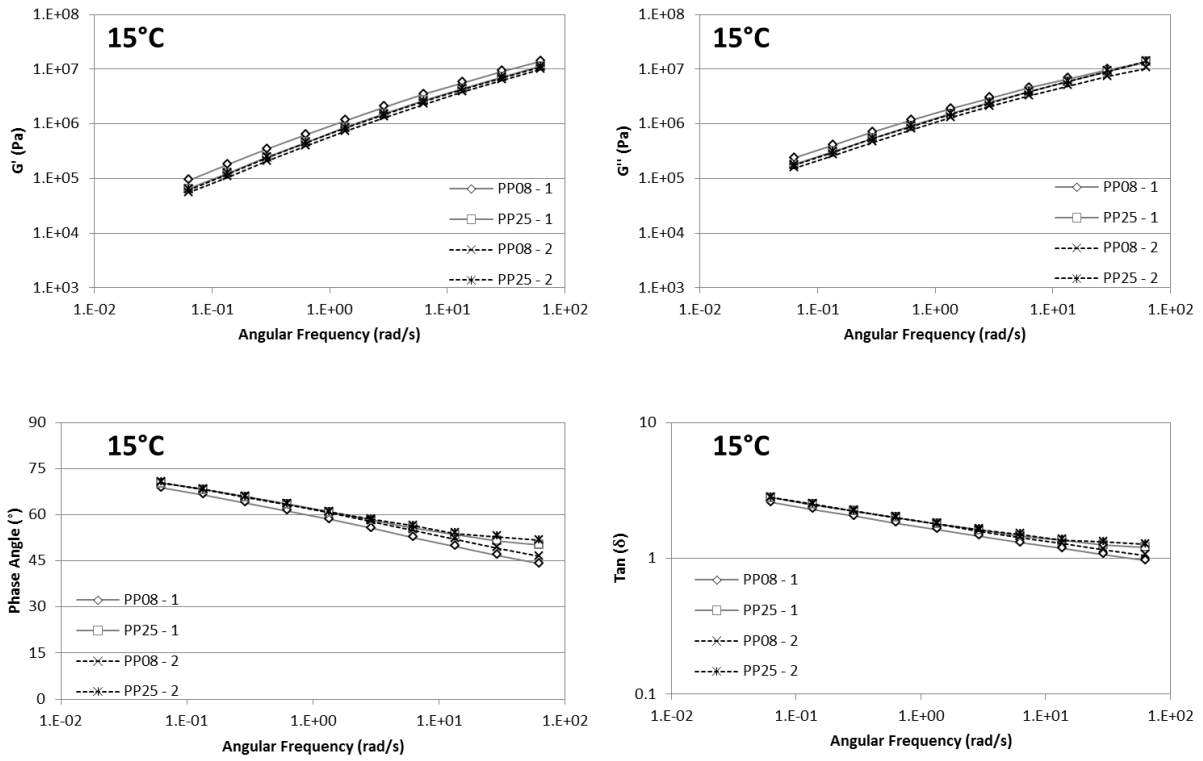 15°C
G' (Pa)
1.E+08
1.E+07
1.E+06
1.E+05
1.E+04
1.E+03
PP08 - 1
PP25 - 1
PP08 - 2
PP25 - 2
1.E-02 1.E-01 1.E+00 1.E+01 1.E+02
Angular Frequency (rad/s)
15°C
G'' (Pa)
1.E+08
1.E+07
1.E+06
1.E+05
1.E+04
1.E+03
PP08 - 1
PP25 - 1
PP08 - 2
PP25 - 2
1.E-02 1.E-01 1.E+00 1.E+01 1.E+02
Angular Frequency (rad/s)
15°C
Phase Angle (°)
90
75
60
45
30
15
0
PP08 - 1
PP25 - 1
PP08 - 2
PP25 - 2
1.E-02 1.E-01 1.E+00 1.E+01 1.E+02
Angular Frequency (rad/s)
15°C
Tan (δ)
10
1
0.1
PP08 - 1
PP25 - 1
PP08 - 2
PP25 - 2
1.E-02 1.E-01 1.E+00 1.E+01 1.E+02
Angular Frequency (rad/s)